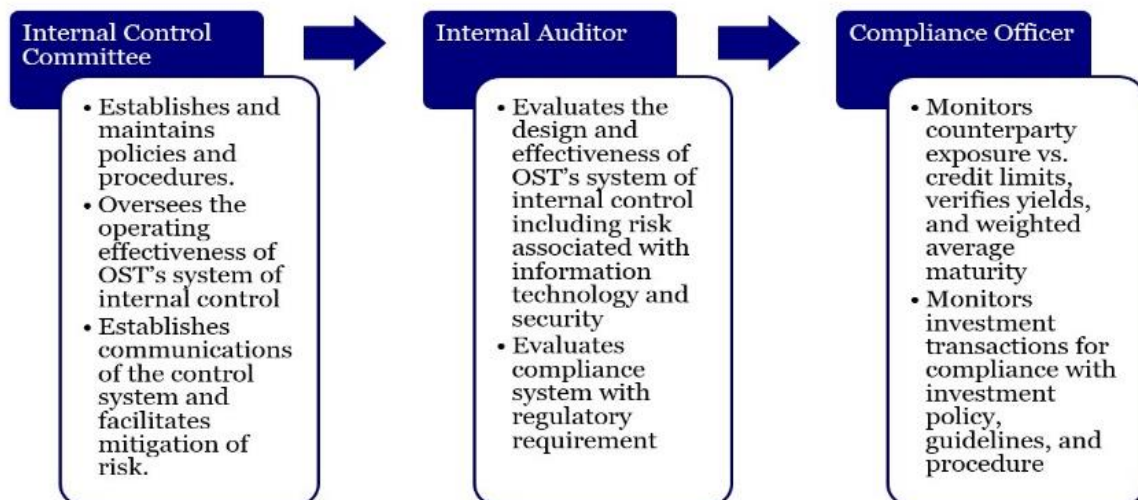 Internal Control
Committee
• Establishes and
maintains
policies and
procedures.
• Oversees the
operating
effectiveness of
OST’s system of
internal control
• Establishes
communications
of the control
system and
facilitates
mitigation of
risk.
Internal Auditor
• Evaluates the
design and
effectiveness of
OST’s system of
internal control
including risk
associated with
information
technology and
security
• Evaluates
compliance
system with
regulatory
requirement
Compliance Officer
• Monitors
counterparty
exposure vs.
credit limits,
verifies yields,
and weighted
average
maturity
• Monitors
investment
transactions for
compliance with
investment
policy,
guidelines, and
procedure